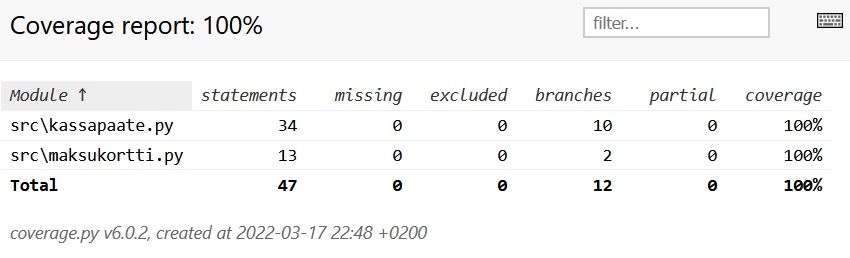 Coverage report: 100%
filter...
Module ↑ statements missing excluded branches partial coverage
src\kassapaate.py 34 0 0 10 0 100%
src\maksukortti.py 13 0 0 2 0 100%
Total 47 0 0 12 0 100%
coverage.py v6.0.2, created at 2022-03-17 22:48 +0200